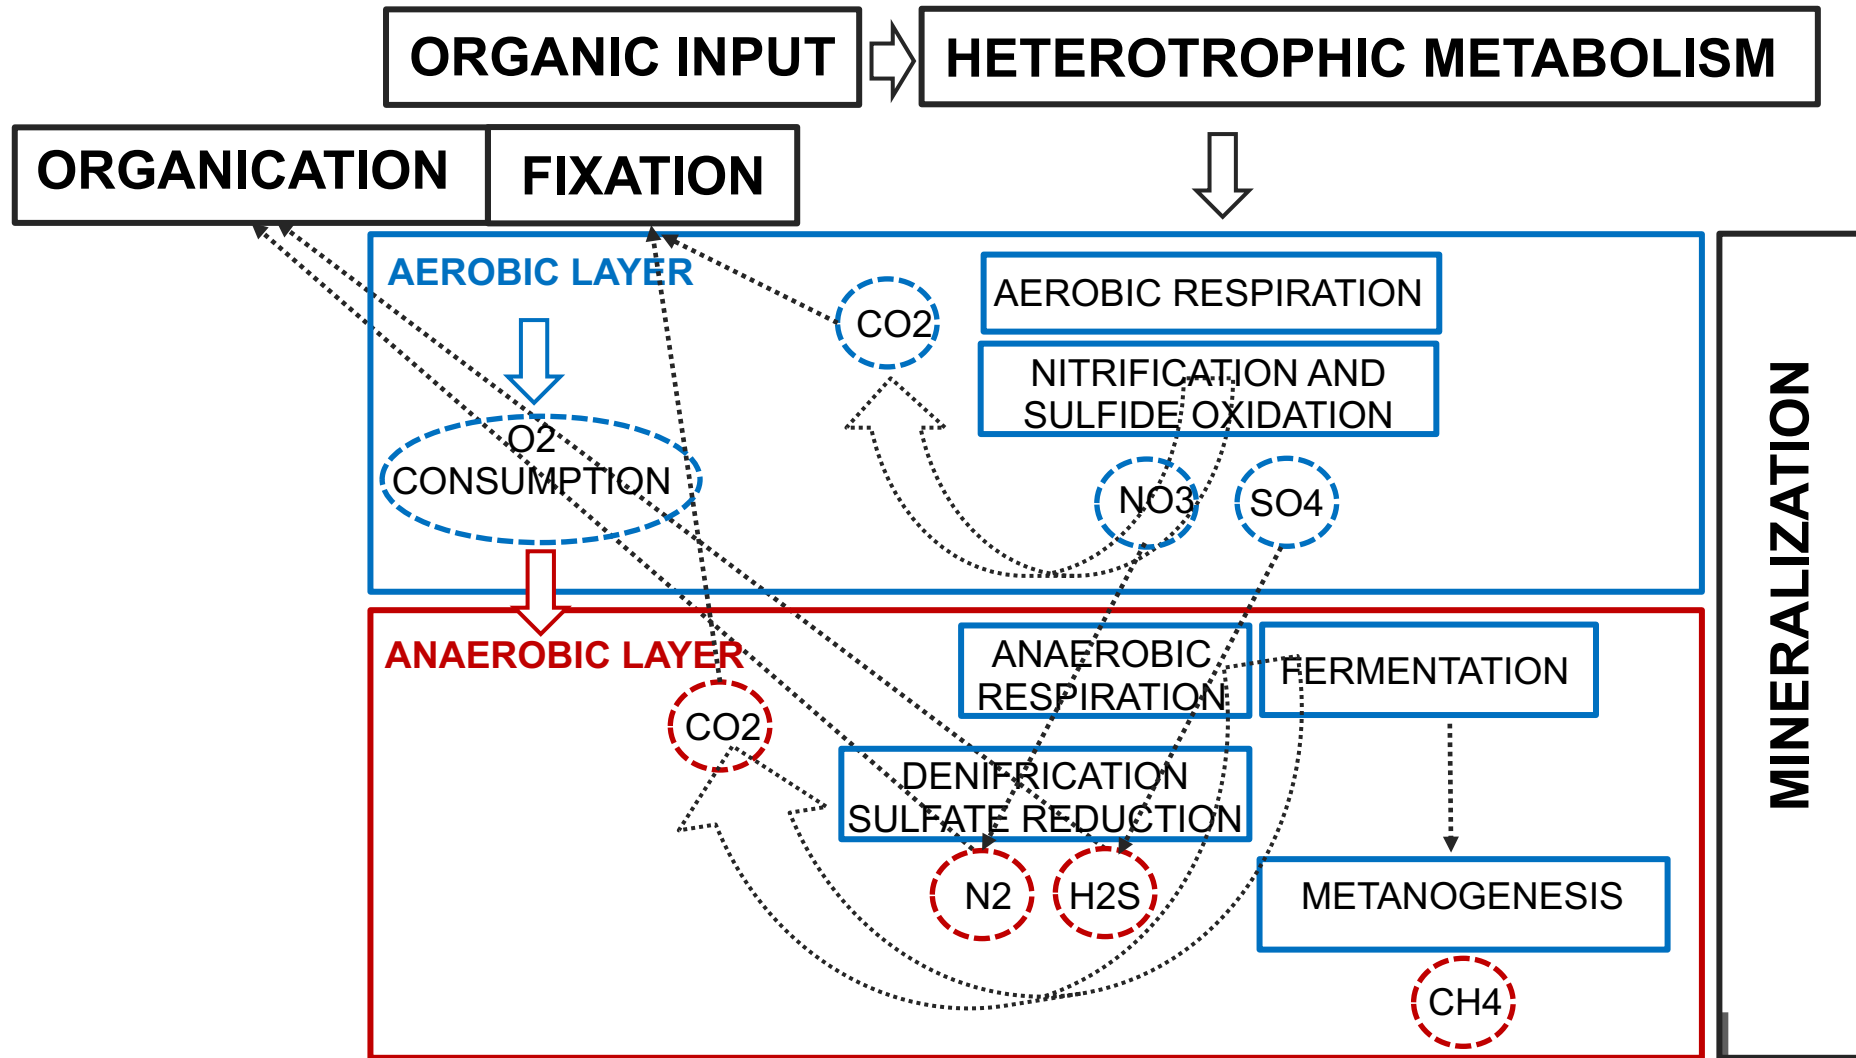 ORGANIC INPUT
HETEROTROPHIC METABOLISM
ORGANICATION
FIXATION
AEROBIC LAYER
AEROBIC RESPIRATION
CO2
NITRIFICATION AND
SULFIDE OXIDATION
O2
CONSUMPTION
NO3
SO4
MINERALIZATION
ANAEROBIC LAYER
ANAEROBIC
RESPIRATION
FERMENTATION
CO2
DENIFRICATION
SULFATE REDUCTION
N2
H2S
METANOGENESIS
CH4